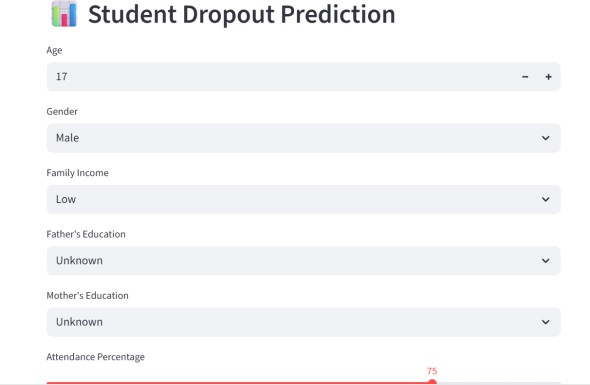 Student Dropout Prediction
Age
17
Gender
Male
Family Income
Low
Father's Education
Unknown
Mother's Education
Unknown
Attendance Percentage
75